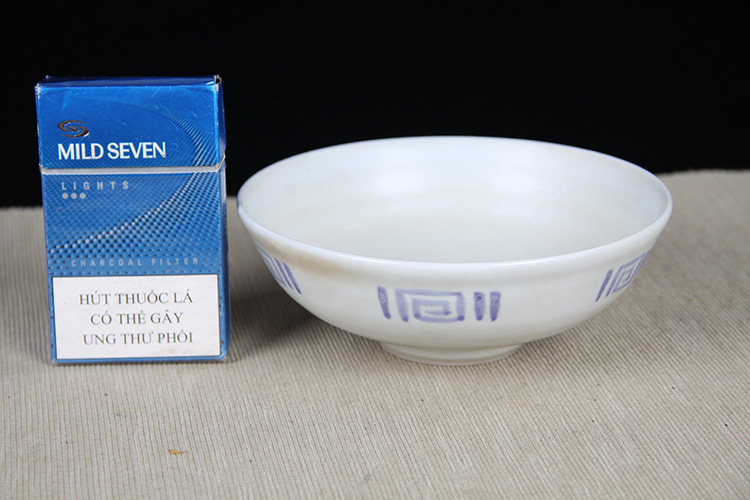 MILD SEVEN
LIGHTS
CHARCOAL FILTER
HÚT THUỐC LÁ
CÓ THỂ GÂY
UNG THƯ PHỔI